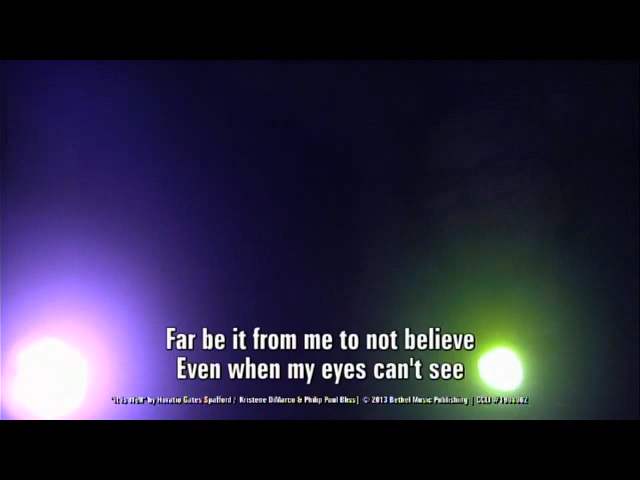 Far be it from me to not believe
Even when my eyes can't see
"It Is Well" by Horatio Gates Spafford / Kristene DiMarco & Philip Paul Bliss| © 2013 Bethel Music Publishing | CCLI #